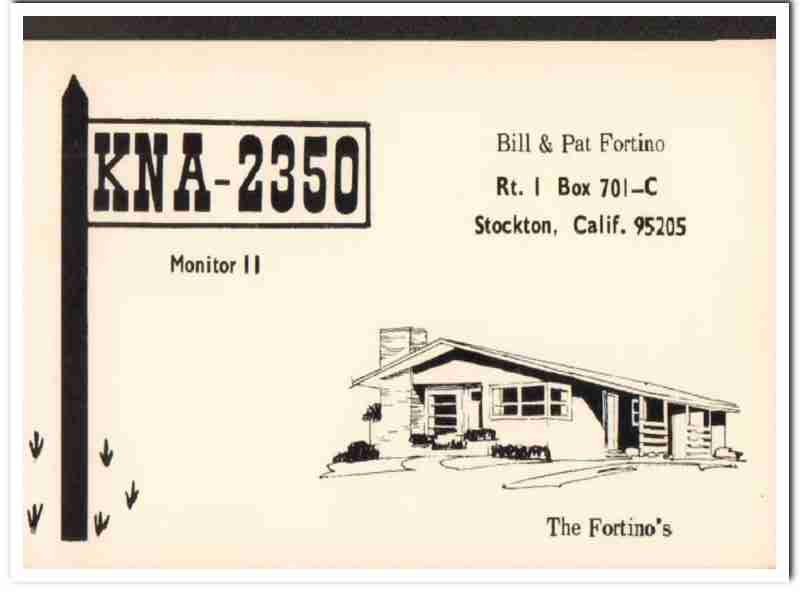 KNA-2350
Monitor 11
Bill & Pat Fortino
Rt. 1 Box 701-C
Stockton, Calif. 95205
The Fortino's